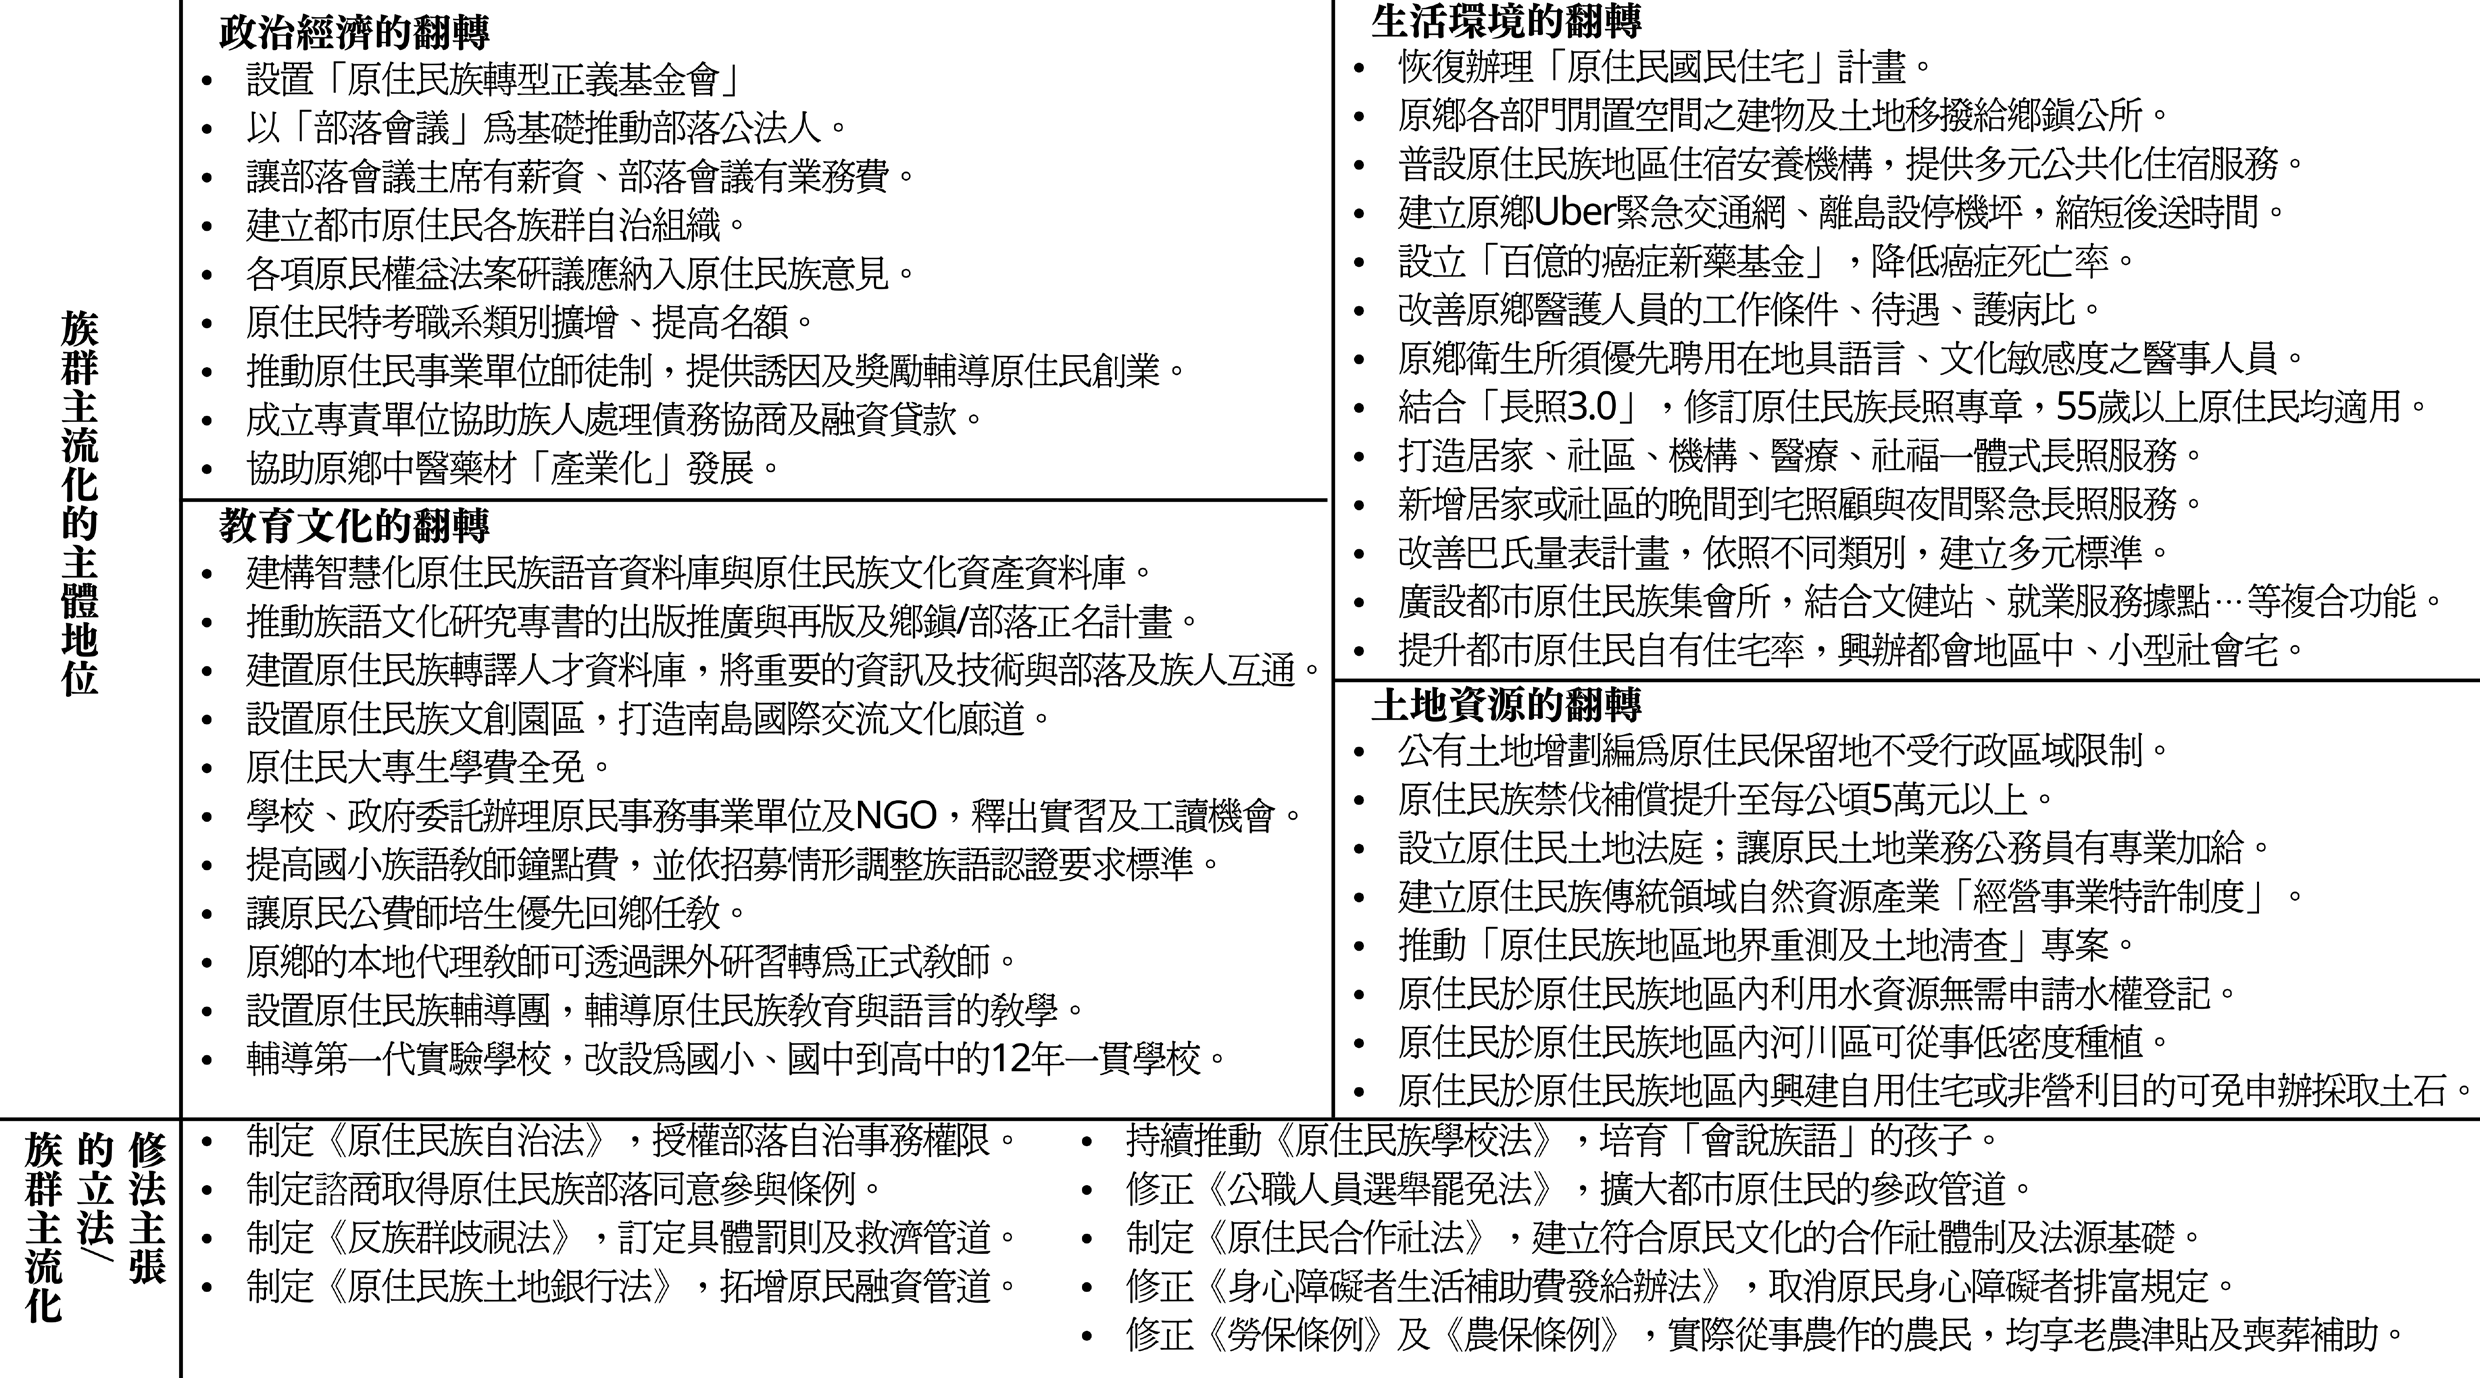 族群主流化的主體地位
政治經濟的翻轉
• 設置「原住民族轉型正義基金會」
• 以「部落會議」為基礎推動部落公法人。
• 讓部落會議主席有薪資、部落會議有業務費。
• 建立都市原住民各族群自治組織。
• 各項原民權益法案研議應納入原住民族意見。
• 原住民特考職系類別擴增、提高名額。
• 推動原住民事業單位師徒制，提供誘因及獎勵輔導原住民創業。
• 成立專責單位協助族人處理債務協商及融資貸款。
• 協助原鄉中醫藥材「產業化」發展。
教育文化的翻轉
• 建構智慧化原住民族語音資料庫與原住民族文化資產資料庫。
• 推動族語文化研究專書的出版推廣與再版及鄉鎮/部落正名計畫。
• 建置原住民族轉譯人才資料庫，將重要的資訊及技術與部落及族人互通。
• 設置原住民族文創園區，打造南島國際交流文化廊道。
• 原住民大專生學費全免。
• 學校、政府委託辦理原民事務事業單位及NGO，釋出實習及工讀機會。
• 提高國小族語教師鐘點費，並依招募情形調整族語認證要求標準。
• 讓原民公費師培生優先回鄉任教。
• 原鄉的本地代理教師可透過課外研習轉為正式教師。
• 設置原住民族輔導團，輔導原住民族教育與語言的教學。
• 輔導第一代實驗學校，改設為國小、國中到高中的12年一貫學校。
生活環境的翻轉
• 恢復辦理「原住民國民住宅」計畫。
• 原鄉各部門閒置空間之建物及土地移撥給鄉鎮公所。
• 普設原住民族地區住宿安養機構，提供多元公共化住宿服務。
• 建立原鄉Uber緊急交通網、離島設停機坪，縮短後送時間。
• 設立「百億的癌症新藥基金」，降低癌症死亡率。
• 改善原鄉醫護人員的工作條件、待遇、護病比。
• 原鄉衛生所須優先聘用在地具語言、文化敏感度之醫事人員。
• 結合「長照3.0」，修訂原住民族長照專章，55歲以上原住民均適用。
• 打造居家、社區、機構、醫療、社福一體式長照服務。
• 新增居家或社區的晚間到宅照顧與夜間緊急長照服務。
• 改善巴氏量表計畫，依照不同類別，建立多元標準。
• 廣設都市原住民族集會所，結合文健站、就業服務據點…等複合功能。
• 提升都市原住民自有住宅率，興辦都會地區中、小型社會宅。
土地資源的翻轉
• 公有土地增劃編為原住民保留地不受行政區域限制。
• 原住民族禁伐補償提升至每公頃5萬元以上。
• 設立原住民土地法庭；讓原民土地業務公務員有專業加給。
• 建立原住民族傳統領域自然資源產業「經營事業特許制度」。
• 推動「原住民族地區地界重測及土地清查」專案。
• 原住民於原住民族地區內利用水資源無需申請水權登記。
• 原住民於原住民族地區內河川區可從事低密度種植。
• 原住民於原住民族地區內興建自用住宅或非營利目的可免申辦採取土石。
族群主流化
的立法/
修法主張
• 制定《原住民族自治法》，授權部落自治事務權限。
• 制定諮商取得原住民族部落同意參與條例。
• 制定《反族群歧視法》，訂定具體罰則及救濟管道。
• 制定《原住民族土地銀行法》，拓增原民融資管道。
• 持續推動《原住民族學校法》，培育「會說族語」的孩子。
• 修正《公職人員選舉罷免法》，擴大都市原住民的參政管道。
• 制定《原住民合作社法》，建立符合原民文化的合作社體制及法源基礎。
• 修正《身心障礙者生活補助費發給辦法》，取消原民身心障礙者排富規定。
• 修正《勞保條例》及《農保條例》，實際從事農作的農民，均享老農津貼及喪葬補助。